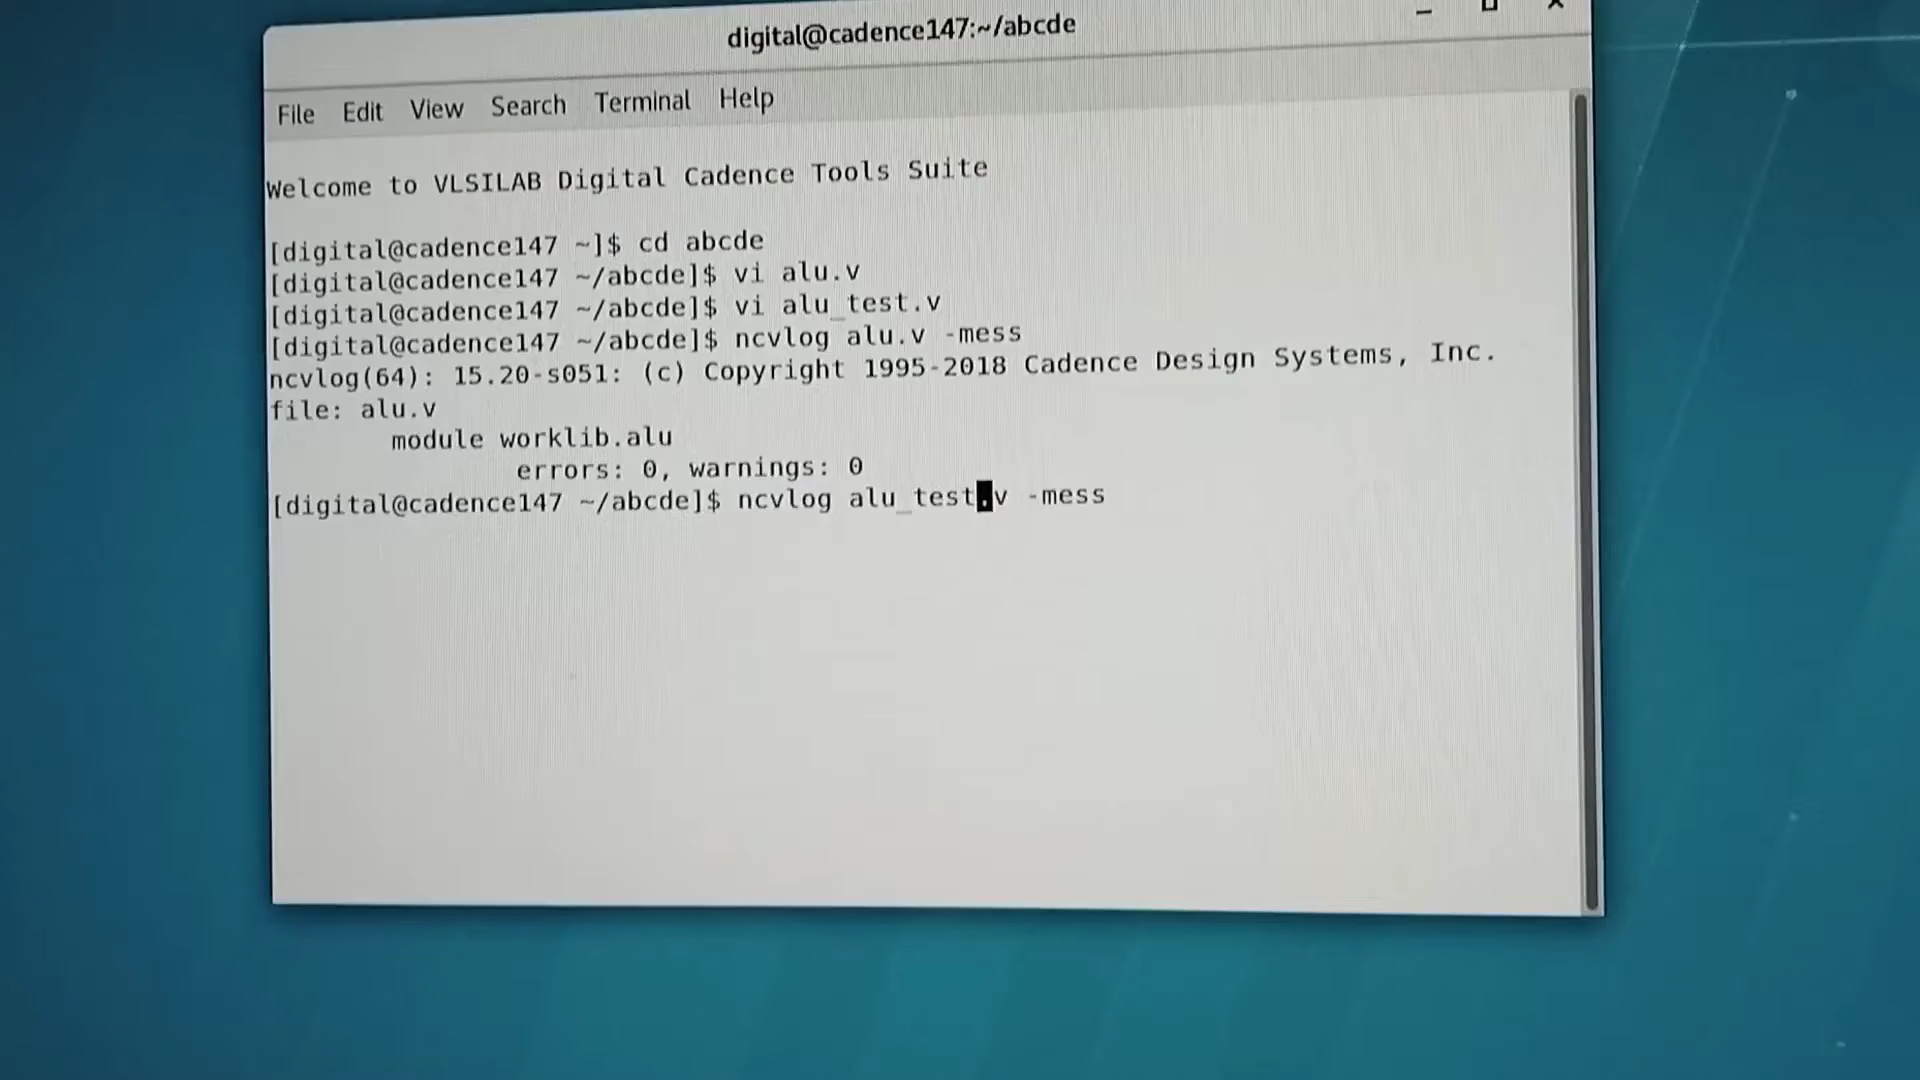 digital@cadence147:~/abcde
File Edit View Search Terminal Help
Welcome to VLSILAB Digital Cadence Tools Suite
[digital@cadence147 ~]$ cd abcde
[digital@cadence147 ~/abcde]$ vi alu.v
[digital@cadence147 ~/abcde]$ vi alu_test.v
[digital@cadence147 ~/abcde]$ ncvlog alu.v -mess
ncvlog(64): 15.20-s051: (c) Copyright 1995-2018 Cadence Design Systems, Inc.
file: alu.v
module worklib.alu
errors: 0, warnings: 0
[digital@cadence147 ~/abcde]$ ncvlog alu_test.v -mess